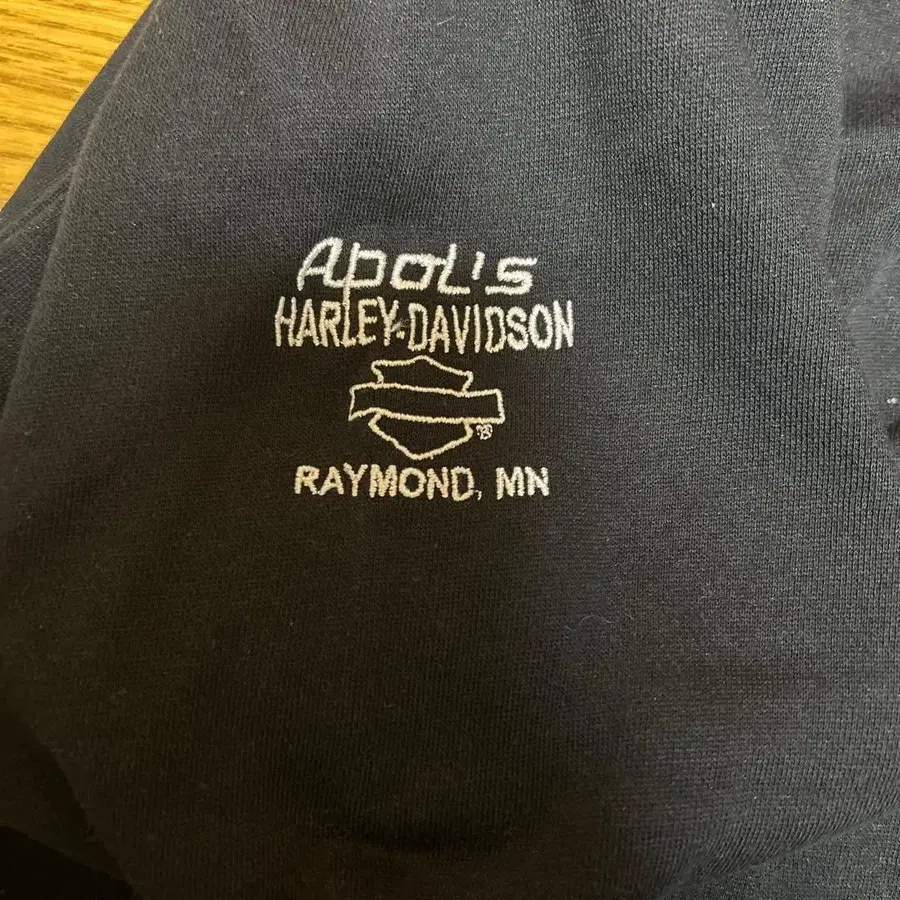 Apol's
HARLEY-DAVIDSON
®
RAYMOND, MN